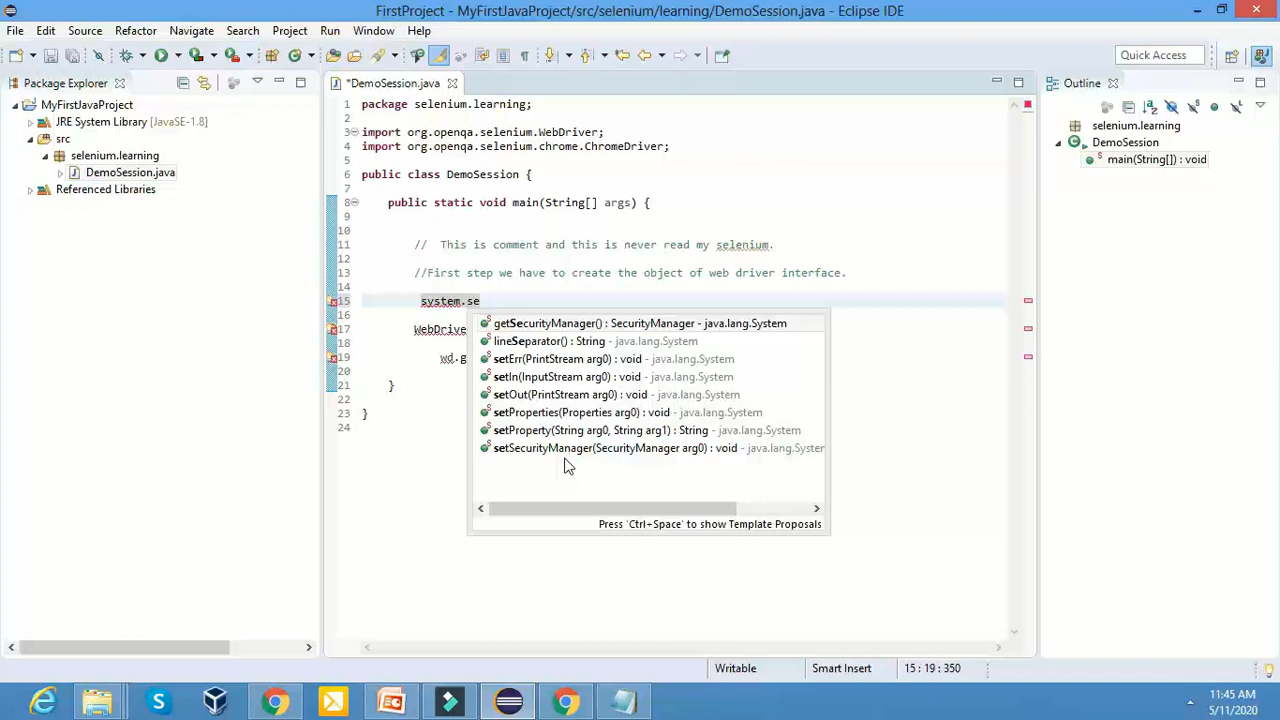 FirstProject - MyFirstJavaProject/src/selenium/learning/DemoSession.java - Eclipse IDE
File Edit Source Refactor Navigate Search Project Run Window Help
Quick Access
Package Explorer
MyFirstJavaProject
JRE System Library [JavaSE-1.8]
src
selenium.learning
DemoSession.java
Referenced Libraries
*DemoSession.java
1 package selenium.learning;
2
3 import org.openqa.selenium.WebDriver;
4 import org.openqa.selenium.chrome.ChromeDriver;
5
6 public class DemoSession {
7
8 public static void main(String[] args) {
9
10
11 // This is comment and this is never read my selenium.
12
13 //First step we have to create the object of web driver interface.
14
15 system.se
16
17 WebDrive
18
19 wd.g
20
21 }
22
23 }
24
getSecurityManager() : SecurityManager - java.lang.System
lineSeparator() : String - java.lang.System
setErr(PrintStream arg0) : void - java.lang.System
setIn(InputStream arg0) : void - java.lang.System
setOut(PrintStream arg0) : void - java.lang.System
setProperties(Properties arg0) : void - java.lang.System
setProperty(String arg0, String arg1) : String - java.lang.System
setSecurityManager(SecurityManager arg0) : void - java.lang.System
Press 'Ctrl+Space' to show Template Proposals
Outline
selenium.learning
DemoSession
main(String[]) : void
Writable Smart Insert 15 : 19 : 350
11:45 AM
5/11/2020